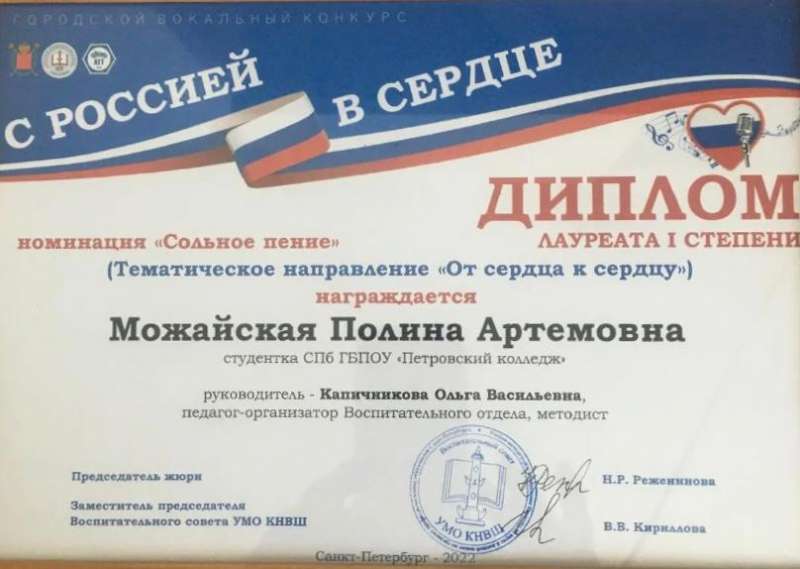 ГОРОДСКОЙ ВОКАЛЬНЫЙ КОНКУРС
С РОССИЕЙ В СЕРДЦЕ
ДИПЛОМ
ЛАУРЕАТА I СТЕПЕНИ
номинация «Сольное пение»
(Тематическое направление «От сердца к сердцу»)
награждается
Можайская Полина Артемовна
студентка СПб ГБПОУ «Петровский колледж»
руководитель - Капичникова Ольга Васильевна,
педагог-организатор Воспитательного отдела, методист
Председатель жюри
Н.Р. Реженинова
Заместитель председателя
Воспитательного совета УМО КНВШ
В.В. Кириллова
Воспитательный совет
УМО КНВШ
Санкт-Петербург - 2022